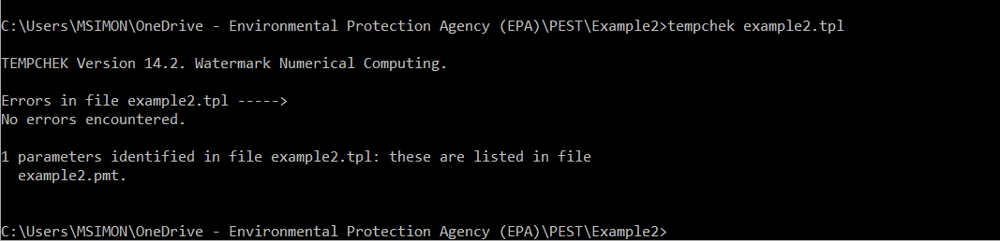 C:\Users\MSIMON\OneDrive - Environmental Protection Agency (EPA)\PEST\Example2>tempchek example2.tpl
TEMPCHEK Version 14.2. Watermark Numerical Computing.
Errors in file example2.tpl ----->
No errors encountered.
1 parameters identified in file example2.tpl: these are listed in file
example2.pmt.
C:\Users\MSIMON\OneDrive - Environmental Protection Agency (EPA)\PEST\Example2>